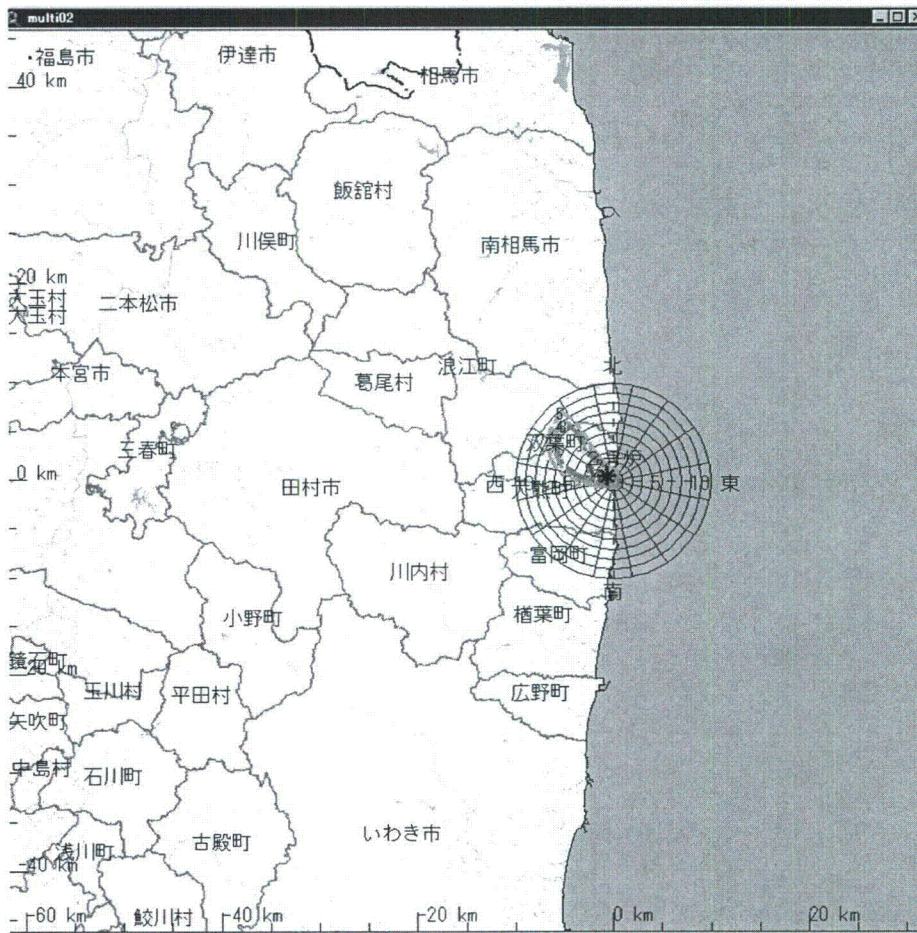 multi02
福島市
伊達市
相馬市
40 km
飯舘村
川俣町
南相馬市
20 km
大玉村
二本松市
大玉村
浪江町
北
本宮市
葛尾村
双葉町
三春町
0 km
田村市
西
東
富岡町
川内村
南
小野町
楢葉町
鏡石町
-20 km
玉川村
平田村
広野町
矢吹町
中島村
石川町
いわき市
古殿町
浅川町
-40 km
鮫川村
-60 km
-40 km
-20 km
0 km
20 km